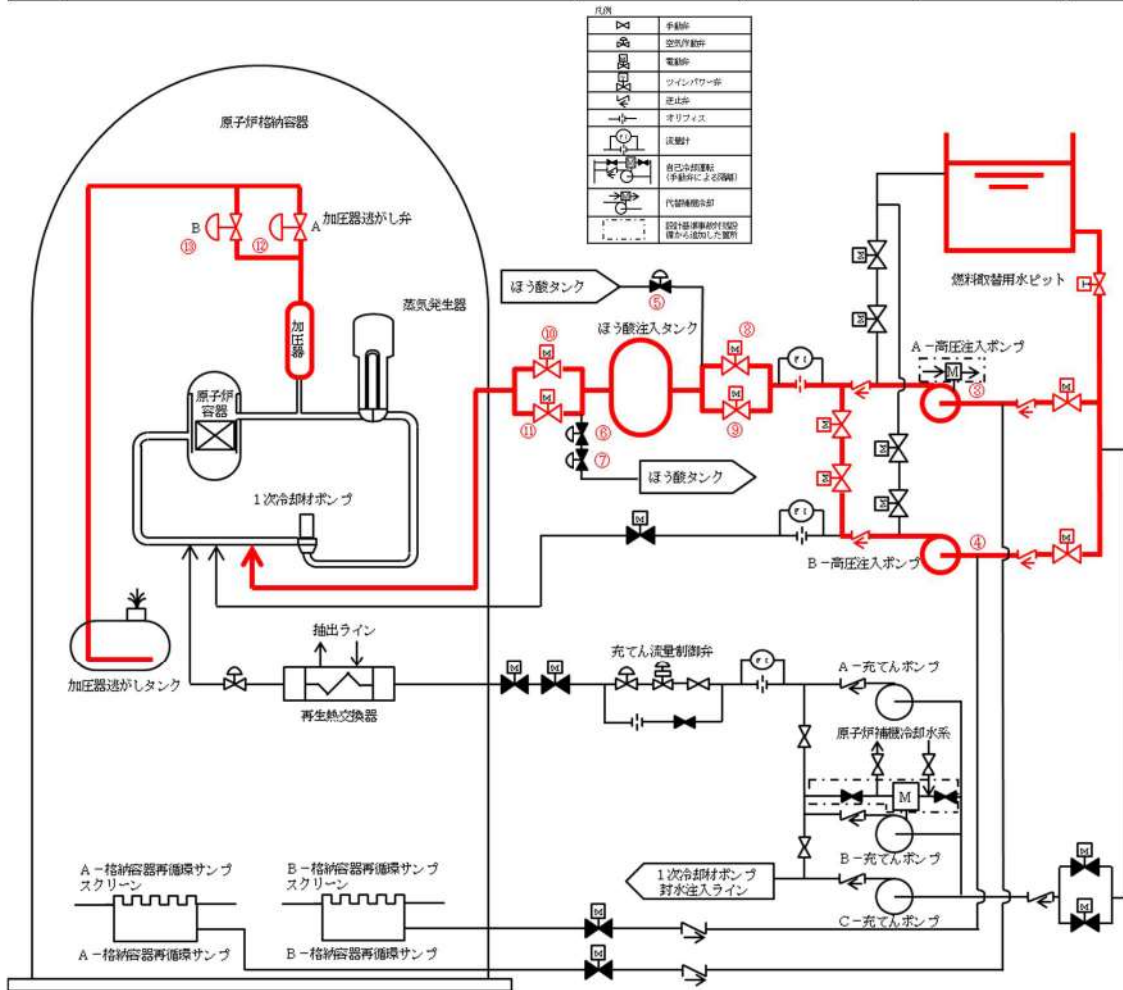 凡例
手動弁
空気作動弁
M
電動弁
ツインパワー弁
逆止弁
オリフィス
FI
流量計
M
自己冷却運転
(手動弁による隔離)
M
代替補機冷却
設計基準事故対処設
備から追加した箇所
原子炉格納容器
加圧器逃がし弁
B
A
⑬
⑫
蒸気発生器
加圧器
原子炉
容器
1次冷却材ポンプ
加圧器逃がしタンク
ほう酸タンク
⑤
ほう酸注入タンク
⑩
M
M
⑪
⑥
⑦
ほう酸タンク
⑧
M
M
⑨
FI
燃料取替用水ピット
M
M
A-高圧注入ポンプ
M
③
M
M
M
M
M
M
FI
B-高圧注入ポンプ
④
M
抽出ライン
再生熱交換器
M
M
充てん流量制御弁
FI
A-充てんポンプ
原子炉補機冷却水系
M
B-充てんポンプ
1次冷却材ポンプ
封水注入ライン
C-充てんポンプ
M
M
A-格納容器再循環サンプ
スクリーン
A-格納容器再循環サンプ
B-格納容器再循環サンプ
スクリーン
B-格納容器再循環サンプ
M
M